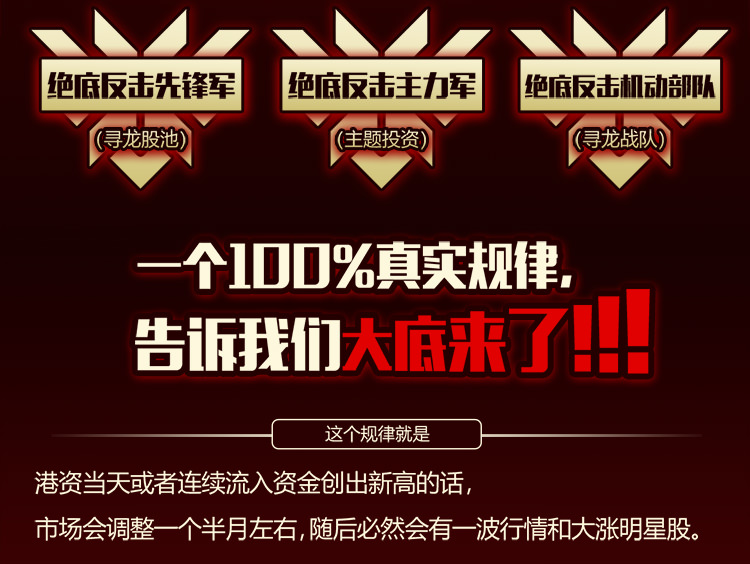 绝底反击先锋军 绝底反击主力军 绝底反击机动部队
(寻龙股池) (主题投资) (寻龙战队)
一个100%真实规律,
告诉我们大底来了!!!
这个规律就是
港资当天或者连续流入资金创出新高的话,
市场会调整一个半月左右,随后必然会有一波行情和大涨明星股。